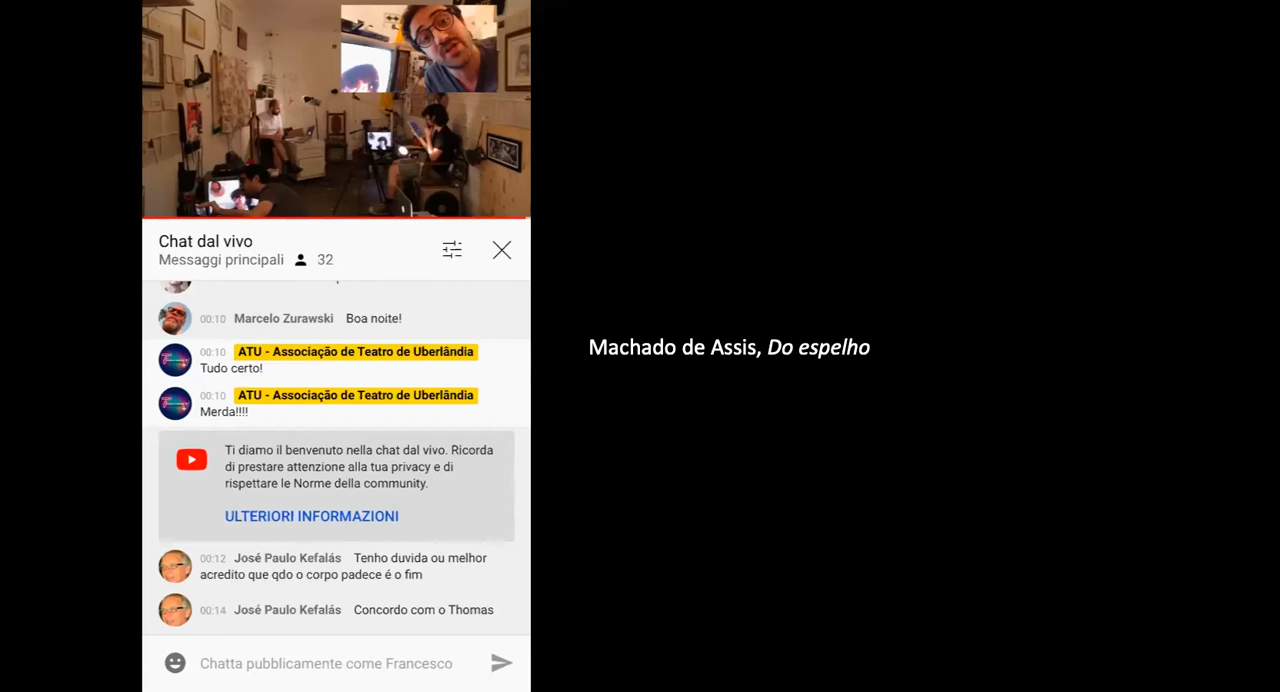 Chat dal vivo
Messaggi principali 32
00:10 Marcelo Zurawski Boa noite!
00:10 ATU - Associação de Teatro de Uberlândia
Tudo certo!
00:10 ATU - Associação de Teatro de Uberlândia
Merda!!!!
Ti diamo il benvenuto nella chat dal vivo. Ricorda
di prestare attenzione alla tua privacy e di
rispettare le Norme della community.
ULTERIORI INFORMAZIONI
00:12 José Paulo Kefalás Tenho duvida ou melhor
acredito que qdo o corpo padece é o fim
00:14 José Paulo Kefalás Concordo com o Thomas
Chatta pubblicamente come Francesco
Machado de Assis, Do espelho